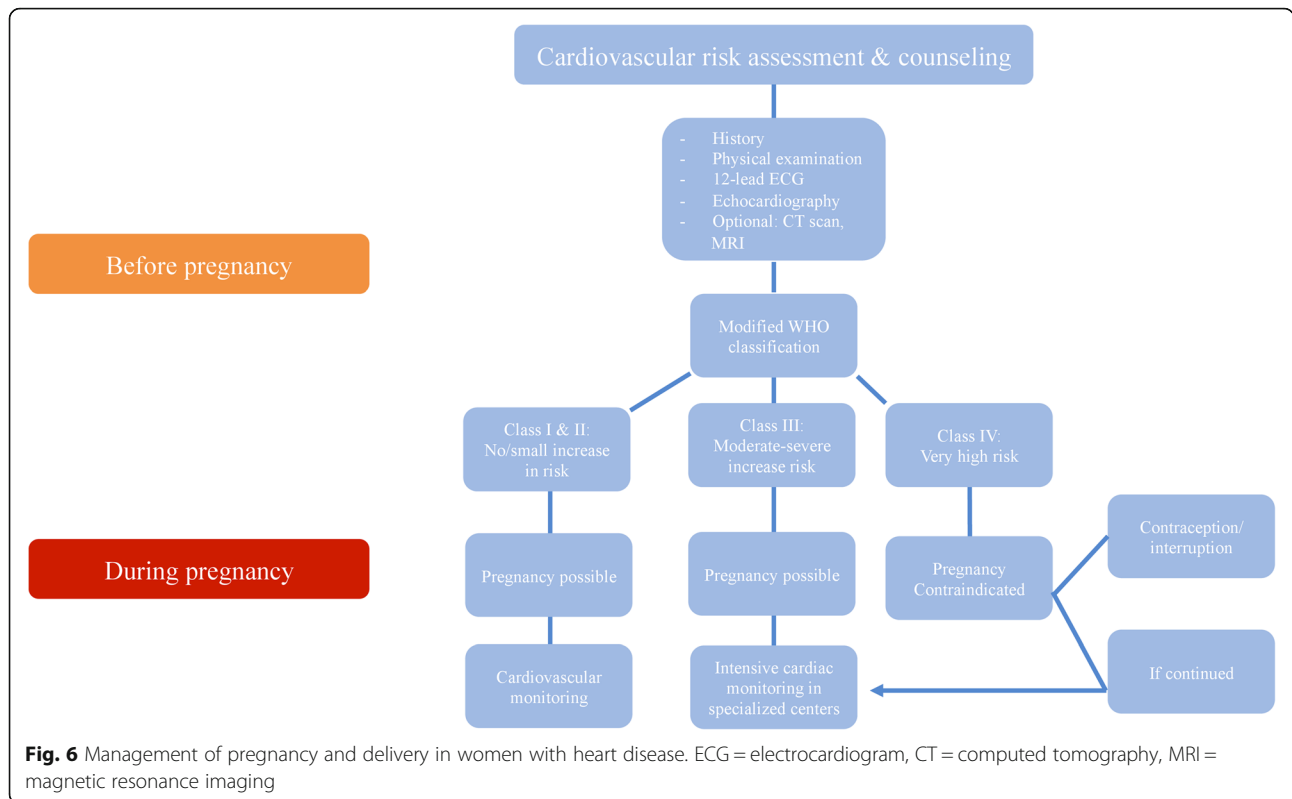 Cardiovascular risk assessment & counseling
- History
- Physical examination
- 12-lead ECG
- Echocardiography
- Optional: CT scan,
MRI
Before pregnancy
Modified WHO
classification
Class I & II:
No/small increase
in risk
Class III:
Moderate-severe
increase risk
Class IV:
Very high risk
During pregnancy
Pregnancy possible
Pregnancy possible
Pregnancy
Contraindicated
Contraception/
interruption
Cardiovascular
monitoring
Intensive cardiac
monitoring in
specialized centers
If continued
Fig. 6 Management of pregnancy and delivery in women with heart disease. ECG = electrocardiogram, CT = computed tomography, MRI =
magnetic resonance imaging